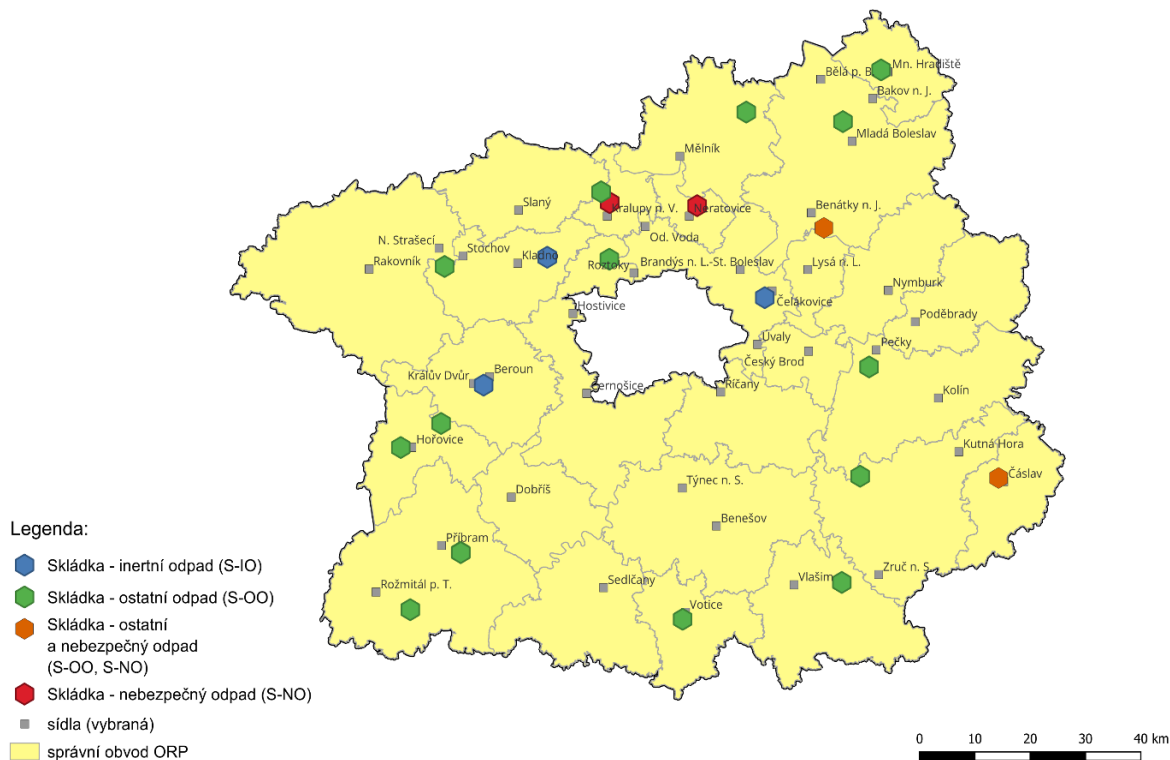 Mn. Hradiště
Bělá p. B.
Bakov n. J.
Mladá Boleslav
Mělník
Slaný
Kralupy n. V.
Neratovice
Benátky n. J.
Od. Voda
N. Strašecí
Stochov
Kladno
Rakovník
Roztoky
Brandýs n. L.-St. Boleslav
Lysá n. L.
Nymburk
Čelákovice
Hostivice
Poděbrady
Úvaly
Pečky
Český Brod
Beroun
Králův Dvůr
Černošice
Říčany
Kolín
Hořovice
Kutná Hora
Čáslav
Týnec n. S.
Dobříš
Benešov
Příbram
Vlašim
Zruč n. S.
Rožmitál p. T.
Sedlčany
Votice
Legenda:
Skládka - inertní odpad (S-IO)
Skládka - ostatní odpad (S-OO)
Skládka - ostatní
a nebezpečný odpad
(S-OO, S-NO)
Skládka - nebezpečný odpad (S-NO)
sídla (vybraná)
správní obvod ORP
0 10 20 30 40 km